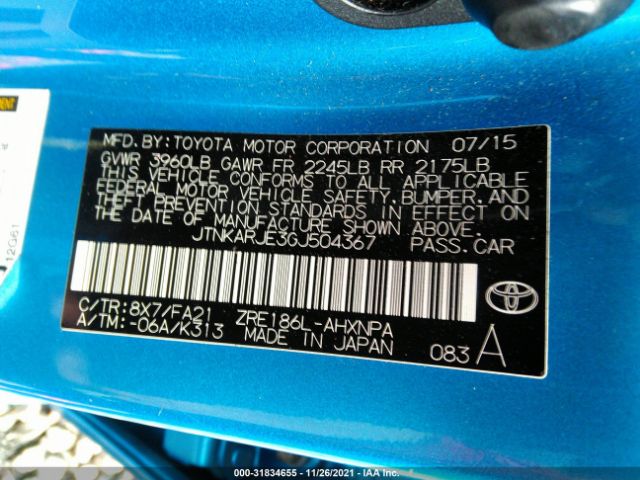 MFD. BY: TOYOTA MOTOR CORPORATION 07/15
GVWR 3960LB GAWR FR 2245LB RR 2175LB
THIS VEHICLE CONFORMS TO ALL APPLICABLE
FEDERAL MOTOR VEHICLE SAFETY, BUMPER, AND
THEFT PREVENTION STANDARDS IN EFFECT ON
THE DATE OF MANUFACTURE SHOWN ABOVE.
JTNKARJE3GJ504367 PASS.CAR
C/TR:8X7/FA21 ZRE186L-AHXNPA
A/TM:-06A/K313 MADE IN JAPAN 083 A
12G61
000-31834655 - 11/26/2021 - IAA Inc.